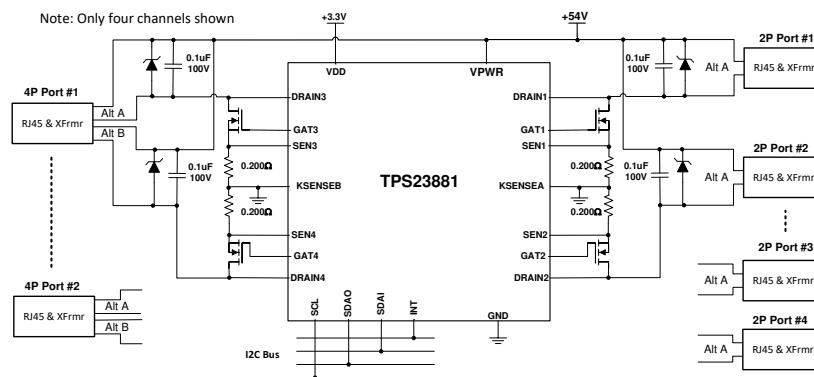 Note: Only four channels shown
+3.3V
+54V
VDD
VPWR
0.1uF
100V
4P Port #1
RJ45 & XFrmr
Alt A
Alt B
0.1uF
100V
4P Port #2
RJ45 & XFrmr
Alt A
Alt B
DRAIN3
GAT3
SEN3
0.200Ω
KSENSEB
0.200Ω
SEN4
GAT4
DRAIN4
TPS23881
DRAIN1
GAT1
SEN1
0.200Ω
KSENSEA
0.200Ω
SEN2
GAT2
DRAIN2
SCL
SDAO
SDAI
INT
GND
I2C Bus
0.1uF
100V
Alt A
2P Port #1
RJ45 & XFrmr
0.1uF
100V
Alt A
2P Port #2
RJ45 & XFrmr
2P Port #3
Alt A
RJ45 & XFrmr
2P Port #4
Alt A
RJ45 & XFrmr